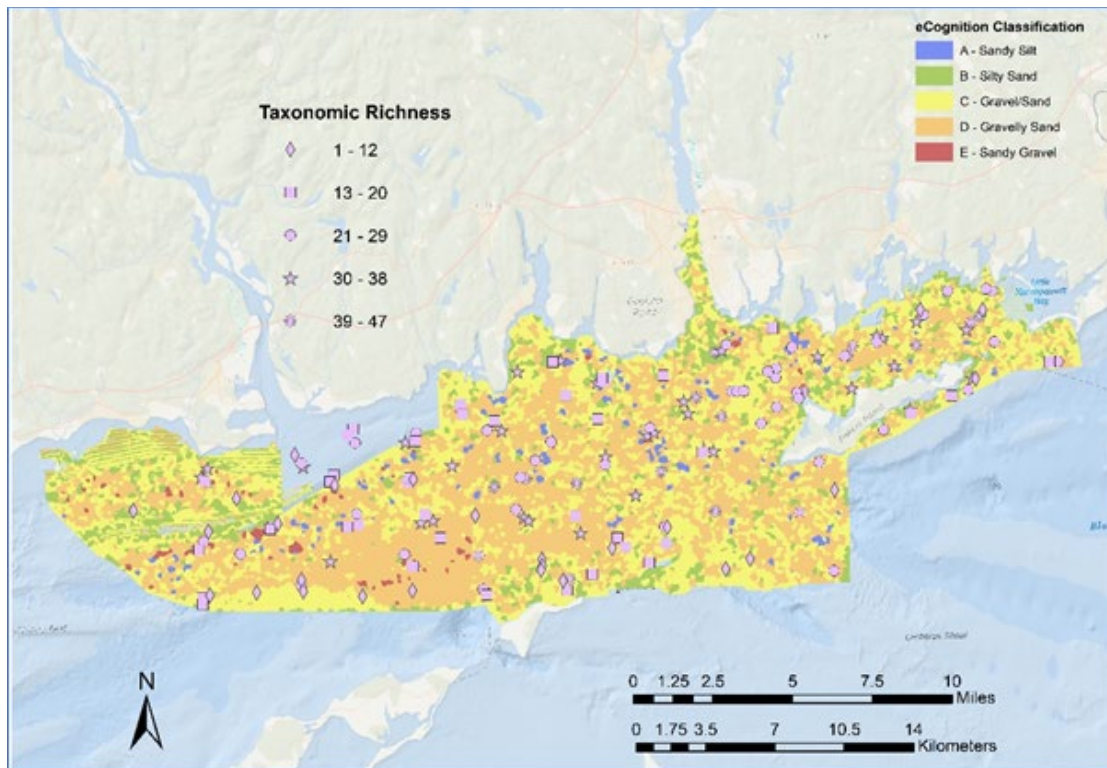 eCognition Classification
A - Sandy Silt
B - Silty Sand
C - Gravel/Sand
D - Gravelly Sand
E - Sandy Gravel
Taxonomic Richness
1 - 12
13 - 20
21 - 29
30 - 38
39 - 47
N
0 1.25 2.5 5 7.5 10
Miles
0 1.75 3.5 7 10.5 14
Kilometers